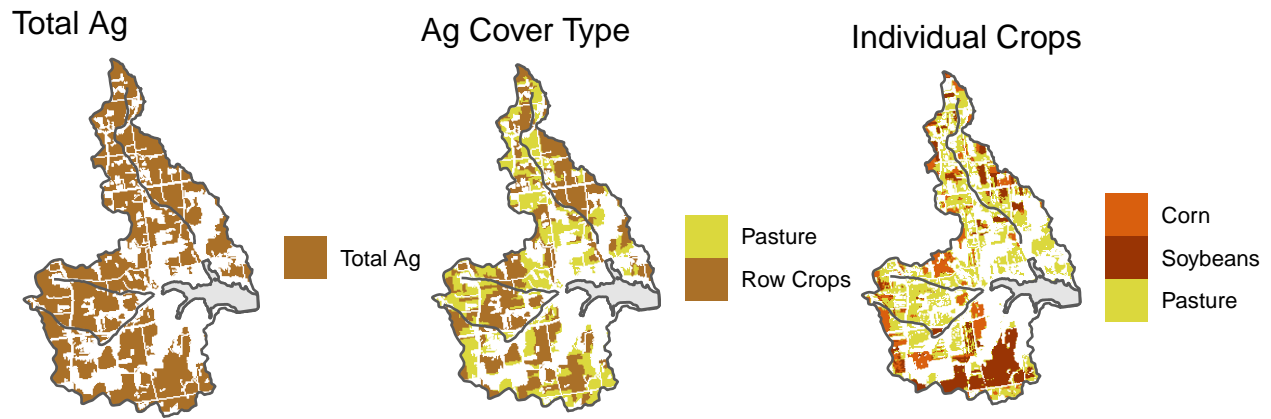 Total Ag
Ag Cover Type
Individual Crops
Total Ag
Pasture
Row Crops
Corn
Soybeans
Pasture